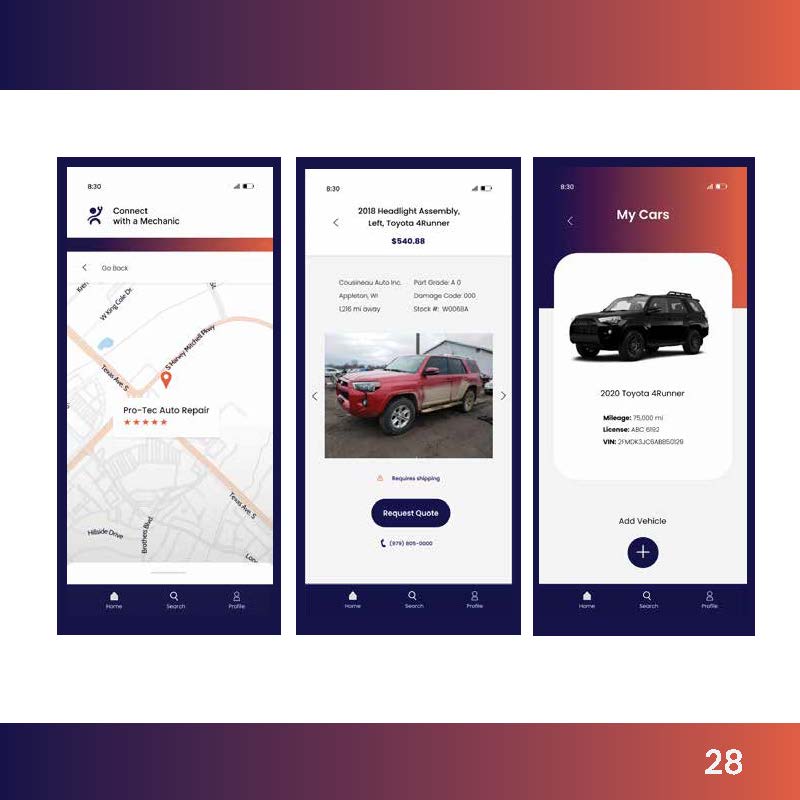 8:30
Connect
with a Mechanic
Go Back
W King Cole Dr
S Harvey Mitchell Pkwy
Texas Ave. S
Pro-Tec Auto Repair
Texas Ave. S
Hillside Drive
Brothers Blvd.
Home Search Profile
8:30
2018 Headlight Assembly,
Left, Toyota 4Runner
$540.88
Cousineau Auto Inc. Part Grade: A 0
Appleton, WI Damage Code: 000
1,216 mi away Stock #: W0068A
Requires shipping
Request Quote
(979) 805-0000
Home Search Profile
8:30
My Cars
2020 Toyota 4Runner
Mileage: 75,000 mi
License: ABC 6192
Add Vehicle
Home Search Profile
28